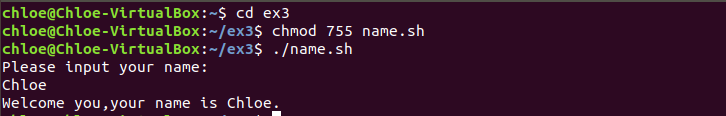 chloe@Chloe-VirtualBox:~$ cd ex3
chloe@Chloe-VirtualBox:~/ex3$ chmod 755 name.sh
chloe@Chloe-VirtualBox:~/ex3$ ./name.sh
Please input your name:
Chloe
Welcome you,your name is Chloe.